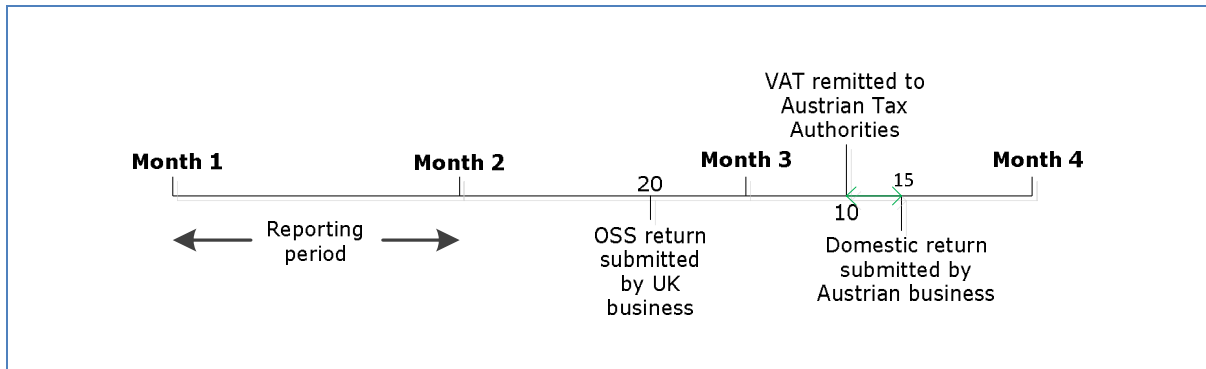 VAT remitted to
Austrian Tax
Authorities
Month 1
Month 2
Month 3
Month 4
20
15
10
Reporting
period
OSS return
submitted
by UK
business
Domestic return
submitted by
Austrian business